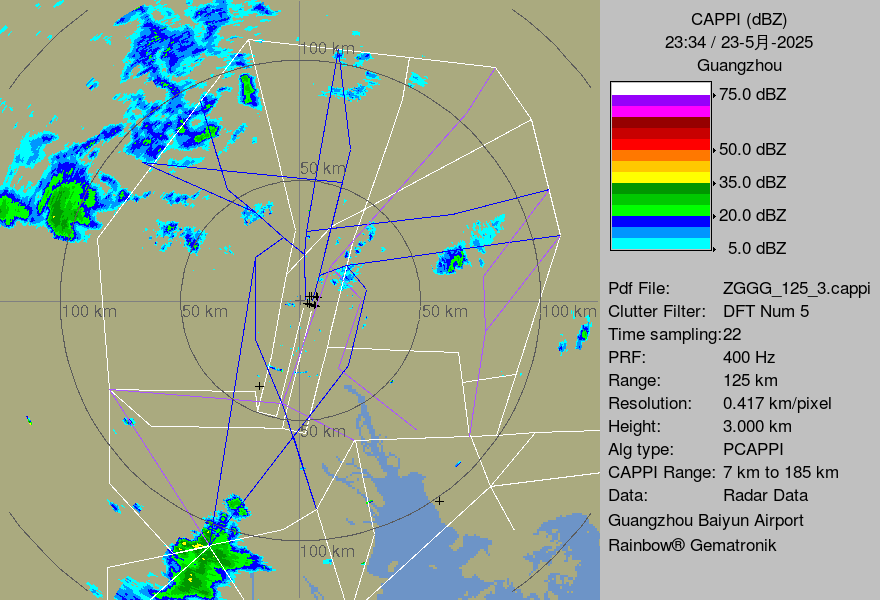 CAPPI (dBZ)
23:34 / 23-5月-2025
Guangzhou
75.0 dBZ
50.0 dBZ
35.0 dBZ
20.0 dBZ
5.0 dBZ
Pdf File: ZGGG_125_3.cappi
Clutter Filter: DFT Num 5
Time sampling:22
PRF: 400 Hz
Range: 125 km
Resolution: 0.417 km/pixel
Height: 3.000 km
Alg type: PCAPPI
CAPPI Range: 7 km to 185 km
Data: Radar Data
Guangzhou Baiyun Airport
Rainbow® Gematronik
100 km
50 km
100 km
50 km
50 km
100 km
50 km
100 km